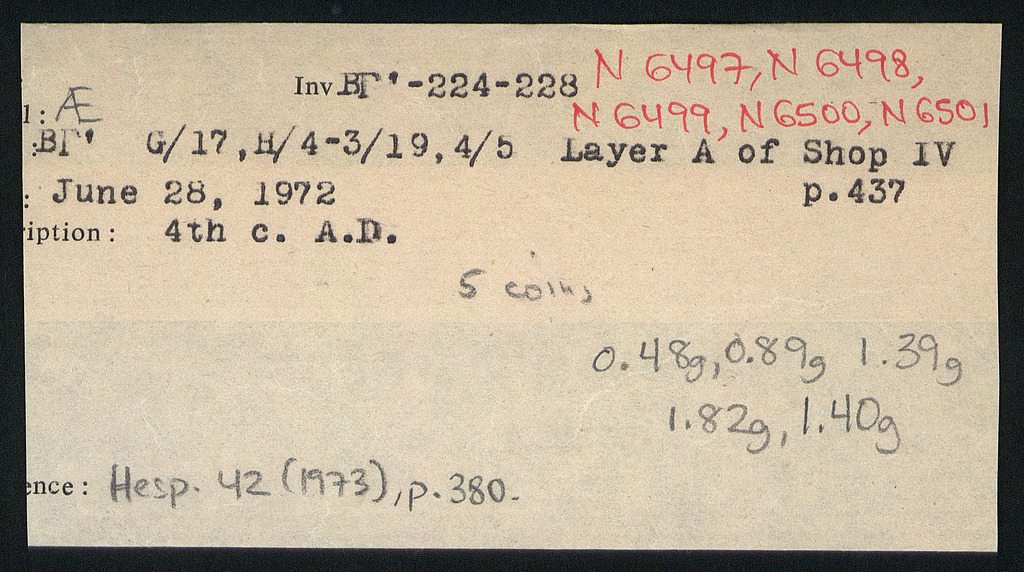 Inv ΒΓ'-224-228 N 6497, N 6498,
l: Æ N 6499, N 6500, N 6501
:ΒΓ' G/17,H/4-3/19,4/5 Layer A of Shop IV
: June 28, 1972 p.437
iption: 4th c. A.D.
5 coins
0.48g, 0.89g 1.39g
1.82g, 1.40g
ence: Hesp. 42 (1973), p. 380.